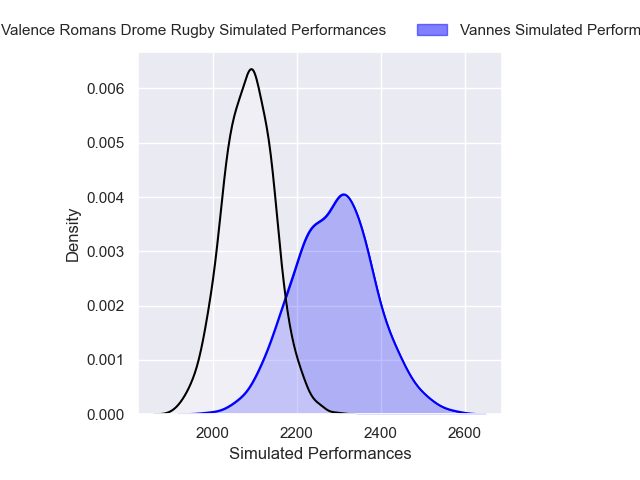 Valence Romans Drome Rugby Simulated Performances
Vannes Simulated Perform
0.006
0.005
0.004
0.003
0.002
0.001
0.000
Density
2000
2200
2400
2600
Simulated Performances